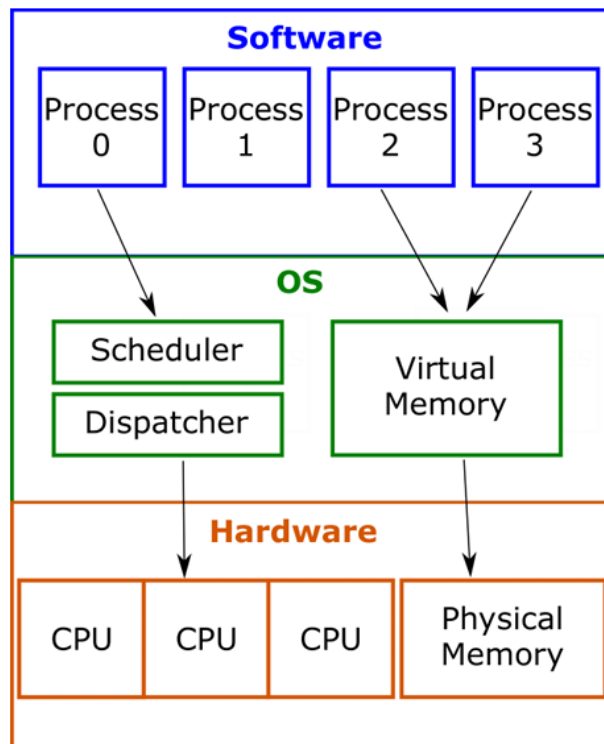 Software
Process
0
Process
1
Process
2
Process
3
OS
Scheduler
Dispatcher
Virtual
Memory
Hardware
CPU
CPU
CPU
Physical
Memory